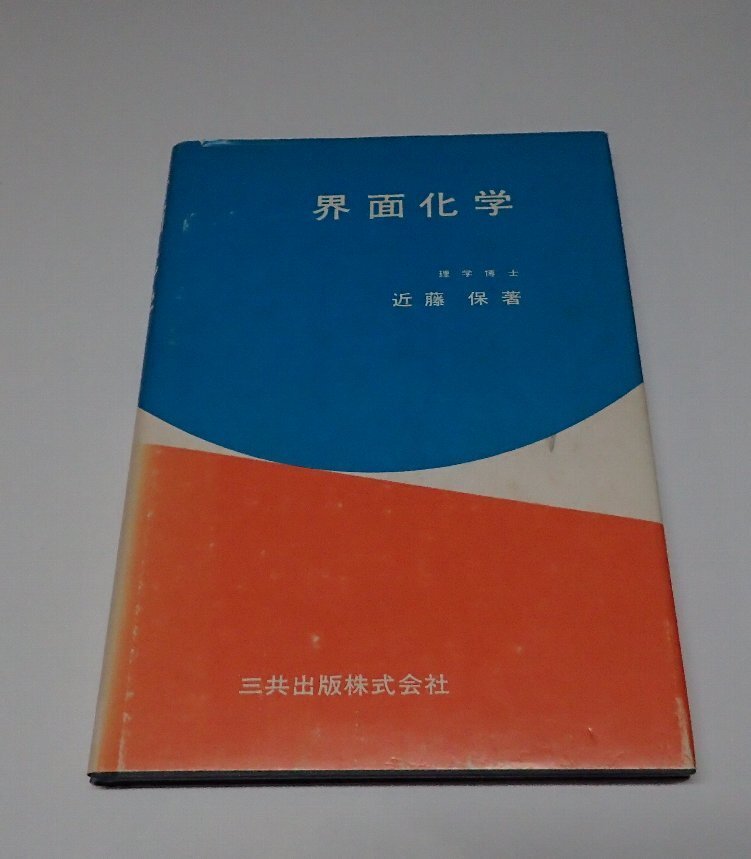 界面化学
理学博士
近藤 保著
三共出版株式会社